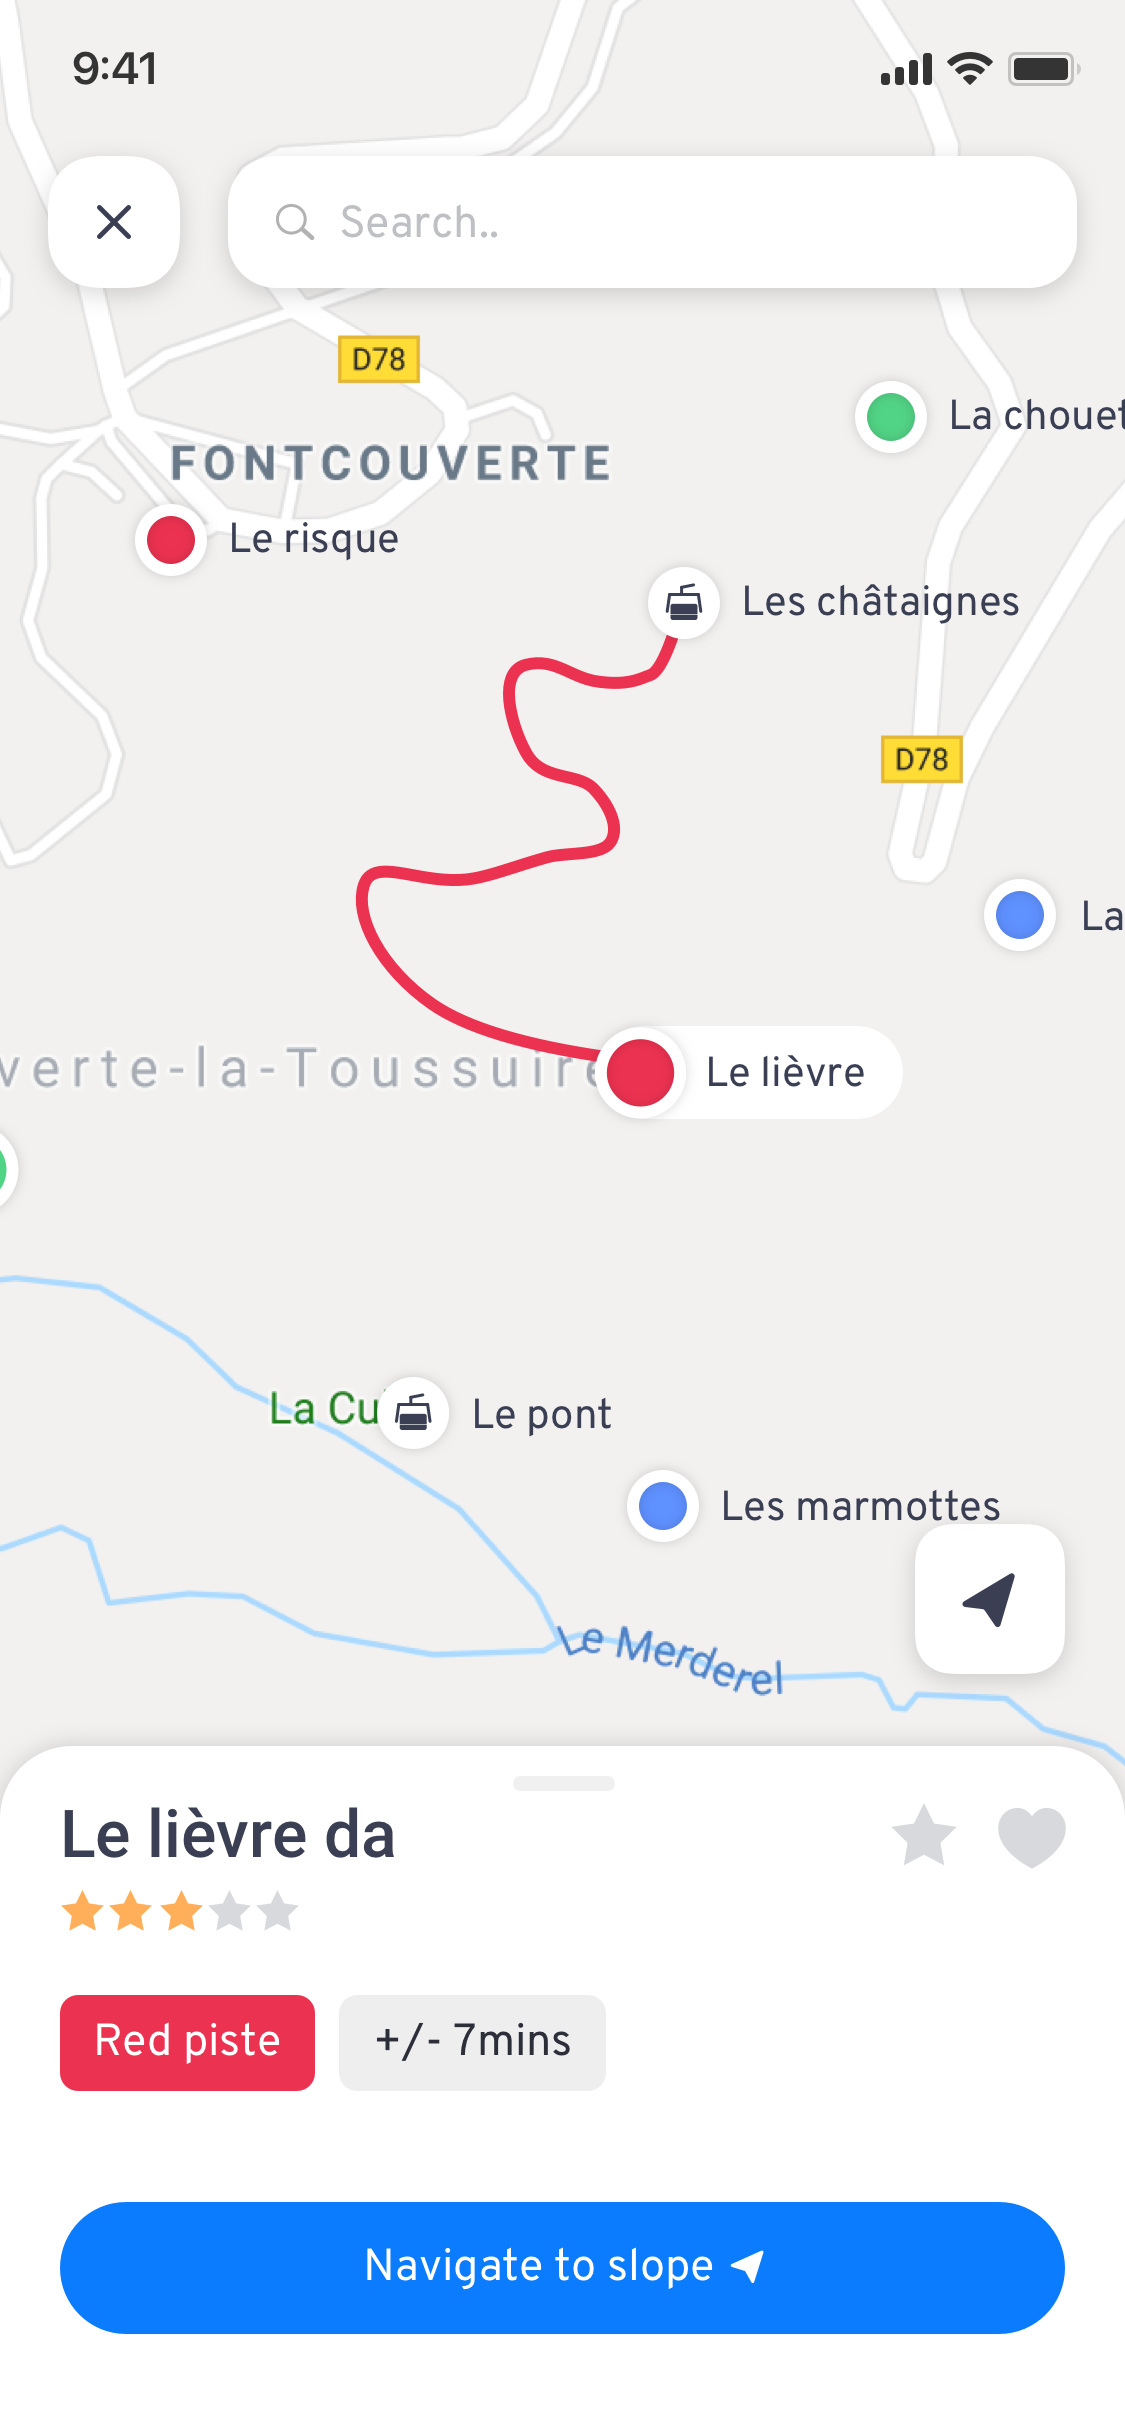 9:41
Search..
D78
La chouet
FONTCOUVERTE
Le risque
Les châtaignes
D78
La
verte-la-Toussuire
Le lièvre
La Cu
Le pont
Les marmottes
Le Merderel
Le lièvre da
Red piste
+/- 7mins
Navigate to slope